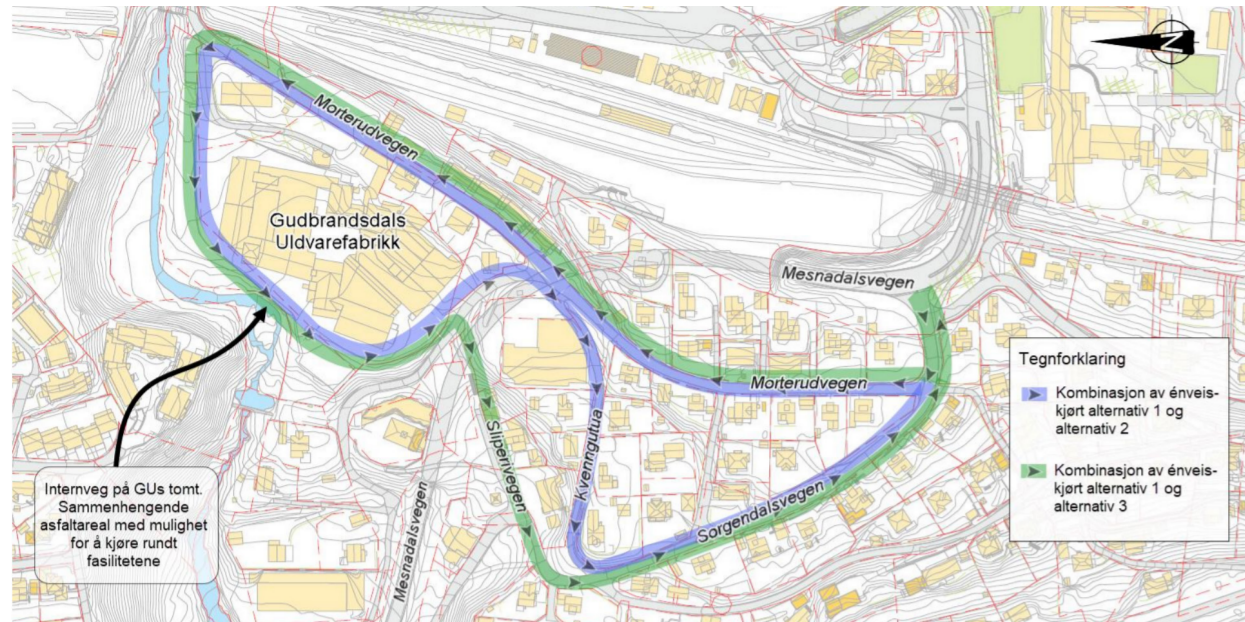 N
Morterudvegen
Gudbrandsdals
Uldvarefabrikk
Mesnadalsvegen
Morterudvegen
Sliperivegen
Kvenngutua
Sorgendalsvegen
Mesnadalsvegen
Internveg på GUs tomt.
Sammenhengende
asfaltareal med mulighet
for å kjøre rundt
fasilitetene
Tegnforklaring
Kombinasjon av énveis-
kjørt alternativ 1 og
alternativ 2
Kombinasjon av énveis-
kjørt alternativ 1 og
alternativ 3